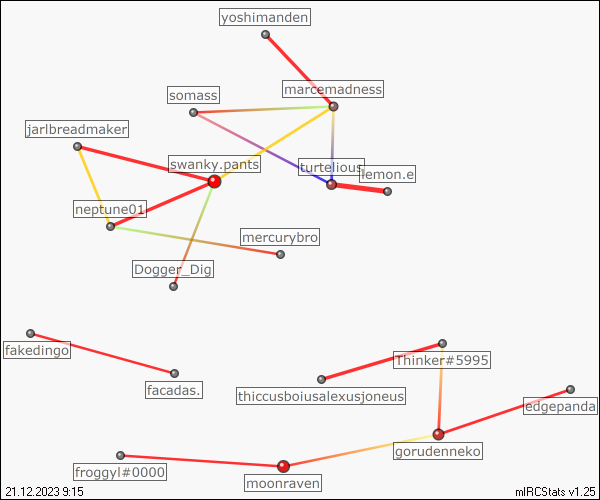 yoshimanden
marcemadness
somass
jarlbreadmaker
swanky.pants
turtelious
lemon.e
neptune01
mercurybro
Dogger_Dig
fakedingo
Thinker#5995
facadas.
thiccusboiusalexusjoneus
edgepanda
gorudenneko
froggyl#0000
moonraven
21.12.2023 9:15
mIRCStats v1.25